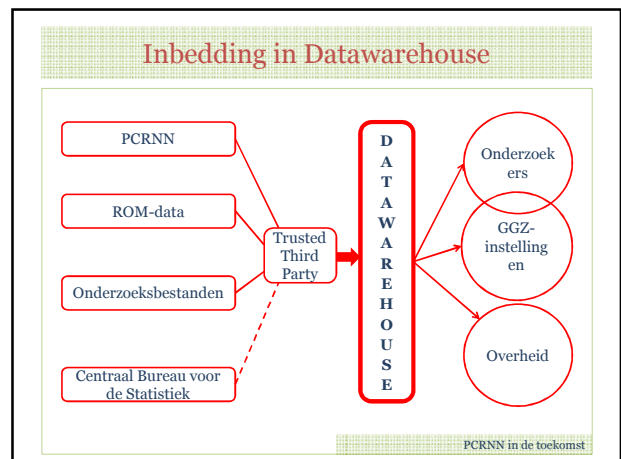 Inbedding in Datawarehouse
PCRNN
ROM-data
Onderzoeksbestanden
Centraal Bureau voor
de Statistiek
Trusted
Third
Party
D
A
T
A
W
A
R
E
H
O
U
S
E
Onderzoek
ers
GGZ-
instelling
en
Overheid
PCRNN in de toekomst